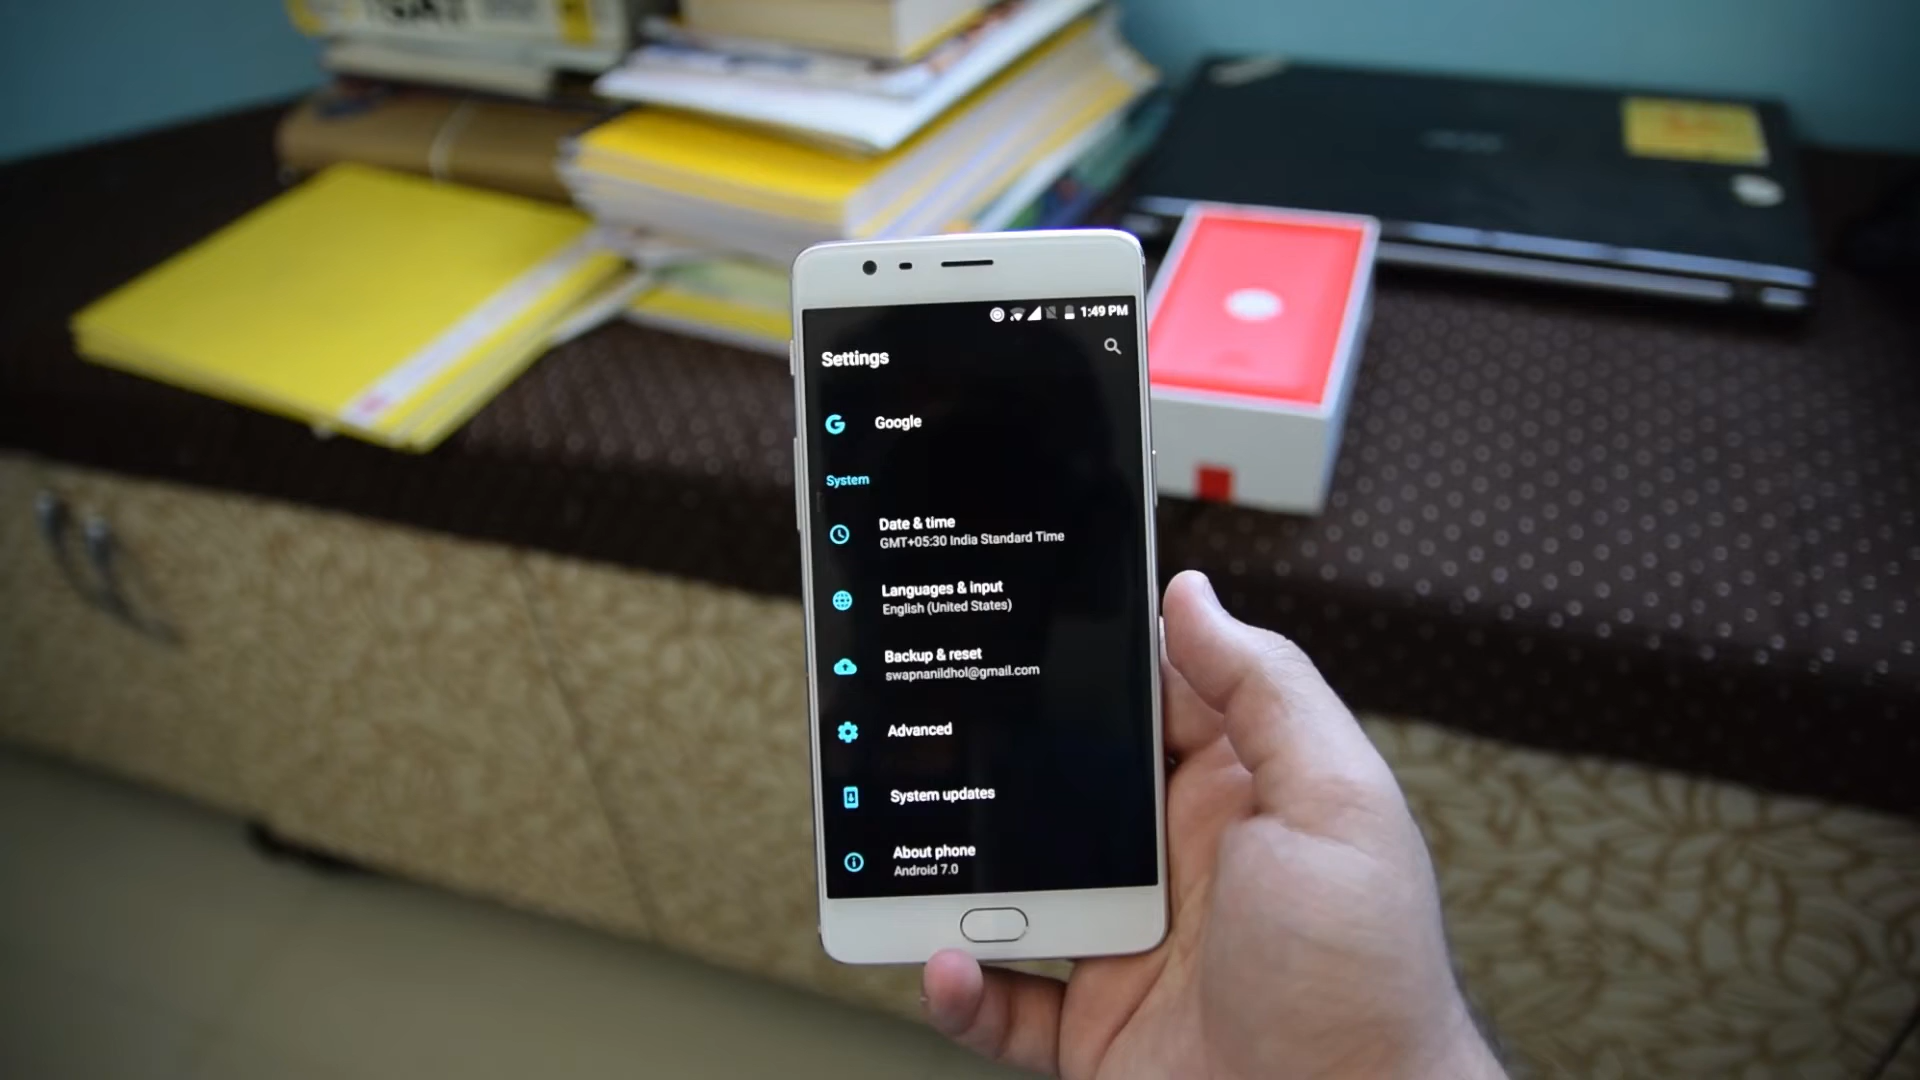 1:49 PM
Settings
Google
System
Date & time
GMT+05:30 India Standard Time
Languages & input
English (United States)
Backup & reset
swapnanildhol@gmail.com
Advanced
System updates
About phone
Android 7.0